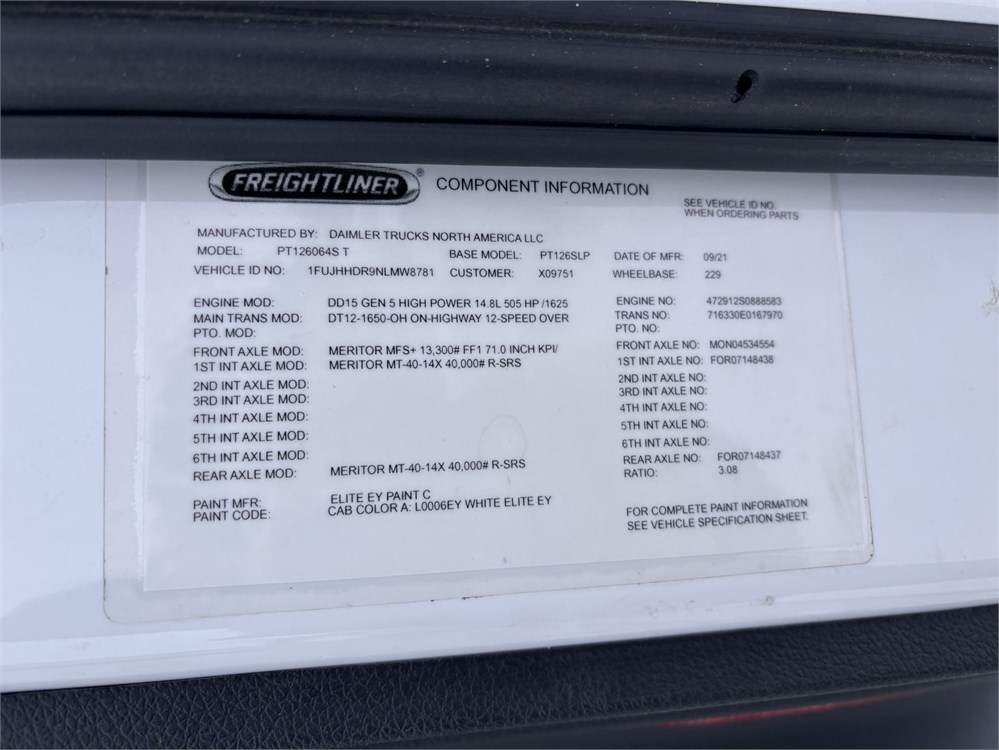 FREIGHTLINER® COMPONENT INFORMATION
SEE VEHICLE ID NO.
WHEN ORDERING PARTS
MANUFACTURED BY: DAIMLER TRUCKS NORTH AMERICA LLC
MODEL: PT126064S T BASE MODEL: PT126SLP DATE OF MFR: 09/21
VEHICLE ID NO: 1FUJHHDR9NLMW8781 CUSTOMER: X09751 WHEELBASE: 229
ENGINE MOD: DD15 GEN 5 HIGH POWER 14.8L 505 HP /1625 ENGINE NO: 472912S0888583
MAIN TRANS MOD: DT12-1650-OH ON-HIGHWAY 12-SPEED OVER TRANS NO: 716330E0167970
PTO. MOD: PTO. NO:
FRONT AXLE MOD: MERITOR MFS+ 13,300# FF1 71.0 INCH KPI/ FRONT AXLE NO: MON04534554
1ST INT AXLE MOD: MERITOR MT-40-14X 40,000# R-SRS 1ST INT AXLE NO: FOR07148438
2ND INT AXLE MOD: 2ND INT AXLE NO:
3RD INT AXLE MOD: 3RD INT AXLE NO:
4TH INT AXLE MOD: 4TH INT AXLE NO:
5TH INT AXLE MOD: 5TH INT AXLE NO:
6TH INT AXLE MOD: 6TH INT AXLE NO:
REAR AXLE MOD: MERITOR MT-40-14X 40,000# R-SRS REAR AXLE NO: FOR07148437
RATIO: 3.08
PAINT MFR: ELITE EY PAINT C
PAINT CODE: CAB COLOR A: L0006EY WHITE ELITE EY
FOR COMPLETE PAINT INFORMATION
SEE VEHICLE SPECIFICATION SHEET.